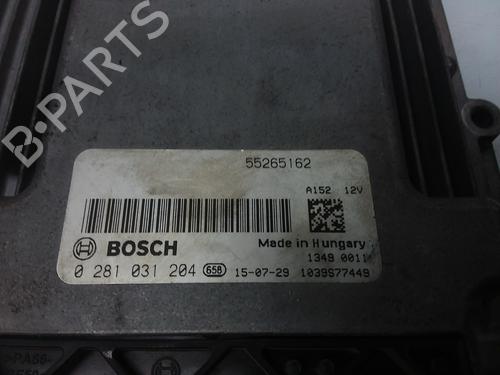 B-PARTS
55265162
A152 12V
BOSCH
Made in Hungary
1349 0011
0 281 031 204 658 15-07-29 1039S77449
>PA66-